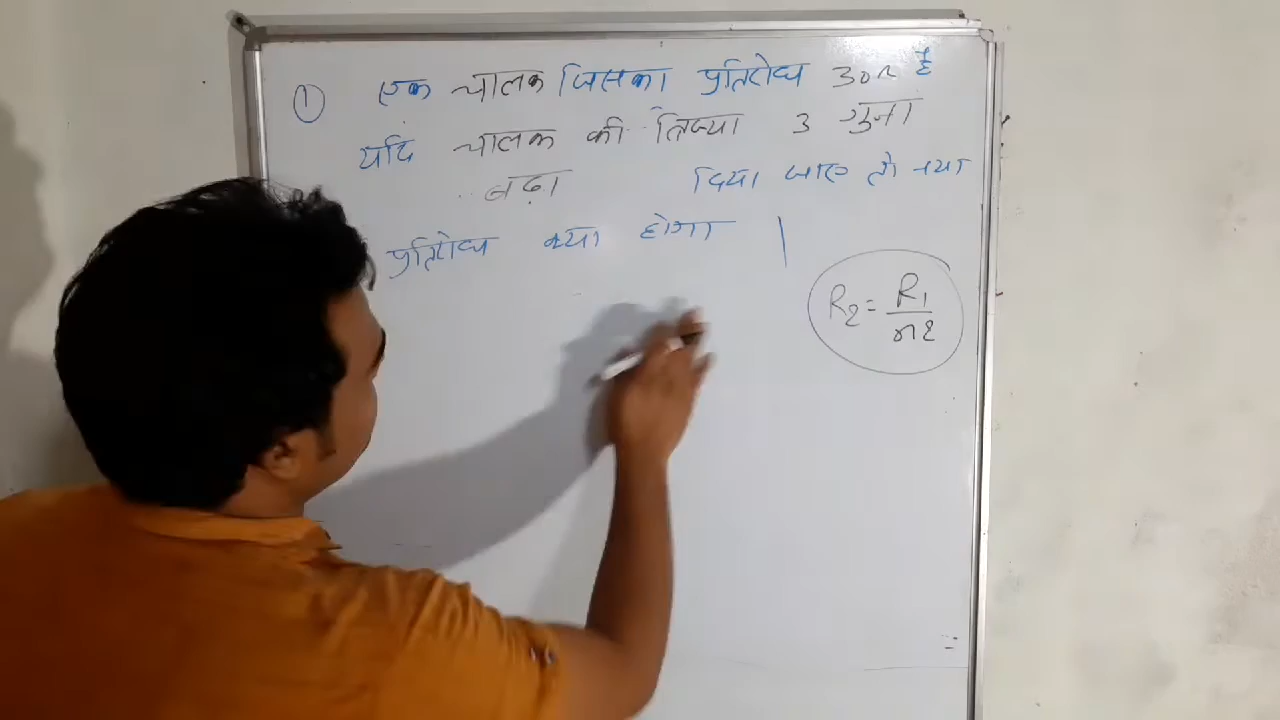 ① एक चालक जिसका प्रतिरोध 30Ω है
यदि चालक की त्रिज्या 3 गुना
बढ़ा दिया जाए तो नया
प्रतिरोध क्या होगा |
R₂ = R₁ / n²